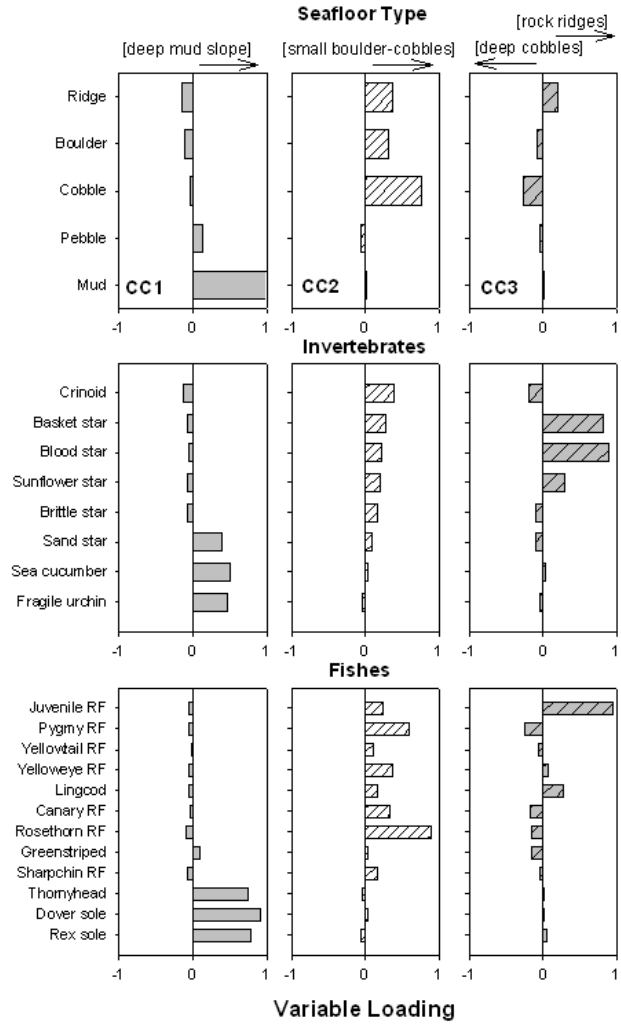 Seafloor Type
[rock ridges]
[deep mud slope] [small boulder-cobbles] [deep cobbles]
Ridge
Boulder
Cobble
Pebble
Mud CC1 CC2 CC3
-1 0 1 -1 0 1 -1 0 1
Invertebrates
Crinoid
Basket star
Blood star
Sunflower star
Brittle star
Sand star
Sea cucumber
Fragile urchin
-1 0 1 -1 0 1 -1 0 1
Fishes
Juvenile RF
Pygmy RF
Yellowtail RF
Yelloweye RF
Lingcod
Canary RF
Rosethorn RF
Greenstriped
Sharpchin RF
Thornyhead
Dover sole
Rex sole
-1 0 1 -1 0 1 -1 0 1
Variable Loading